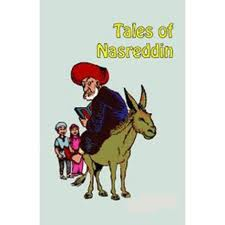 Tales of
Nasreddin